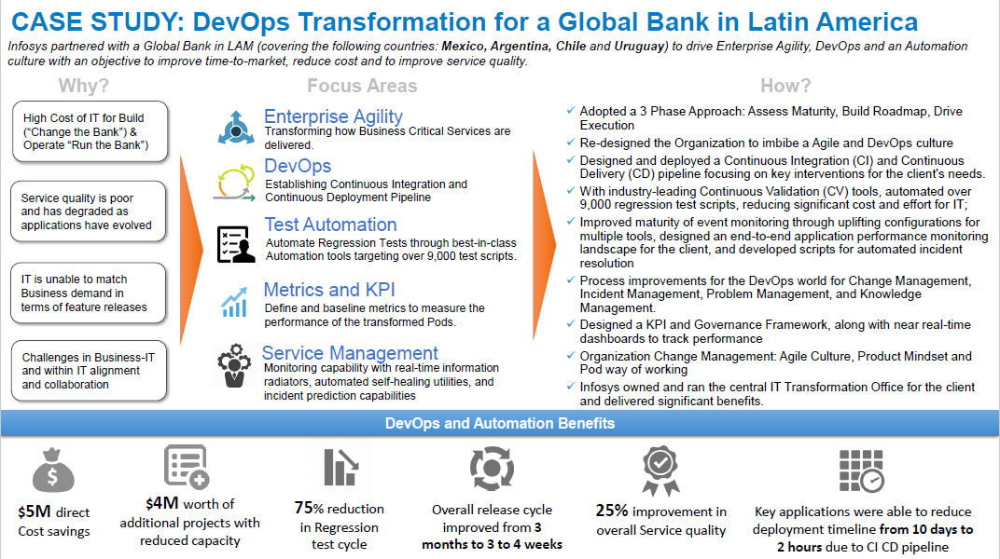 CASE STUDY: DevOps Transformation for a Global Bank in Latin America
Infosys partnered with a Global Bank in LAM (covering the following countries: Mexico, Argentina, Chile and Uruguay) to drive Enterprise Agility, DevOps and an Automation
culture with an objective to improve time-to-market, reduce cost and to improve service quality.
Why?
High Cost of IT for Build
("Change the Bank") &
Operate "Run the Bank")
Service quality is poor
and has degraded as
applications have evolved
IT is unable to match
Business demand in
terms of feature releases
Challenges in Business-IT
and within IT alignment
and collaboration
Focus Areas
Enterprise Agility
Transforming how Business Critical Services are
delivered.
DevOps
Establishing Continuous Integration and
Continuous Deployment Pipeline
Test Automation
Automate Regression Tests through best-in-class
Automation tools targeting over 9,000 test scripts.
Metrics and KPI
Define and baseline metrics to measure the
performance of the transformed Pods.
Service Management
Monitoring capability with real-time information
radiators, automated self-healing utilities, and
incident prediction capabilities
How?
✓ Adopted a 3 Phase Approach: Assess Maturity, Build Roadmap, Drive
Execution
✓ Re-designed the Organization to imbibe a Agile and DevOps culture
✓ Designed and deployed a Continuous Integration (CI) and Continuous
Delivery (CD) pipeline focusing on key interventions for the client's needs.
✓ With industry-leading Continuous Validation (CV) tools, automated over
9,000 regression test scripts, reducing significant cost and effort for IT;
✓ Improved maturity of event monitoring through uplifting configurations for
multiple tools, designed an end-to-end application performance monitoring
landscape for the client, and developed scripts for automated incident
resolution
✓ Process improvements for the DevOps world for Change Management,
Incident Management, Problem Management, and Knowledge
Management.
✓ Designed a KPI and Governance Framework, along with near real-time
dashboards to track performance
✓ Organization Change Management: Agile Culture, Product Mindset and
Pod way of working
✓ Infosys owned and ran the central IT Transformation Office for the client
and delivered significant benefits.
DevOps and Automation Benefits
$
$5M direct
Cost savings
$4M worth of
additional projects with
reduced capacity
75% reduction
in Regression
test cycle
Overall release cycle
improved from 3
months to 3 to 4 weeks
25% improvement in
overall Service quality
Key applications were able to reduce
deployment timeline from 10 days to
2 hours due to CI CD pipeline